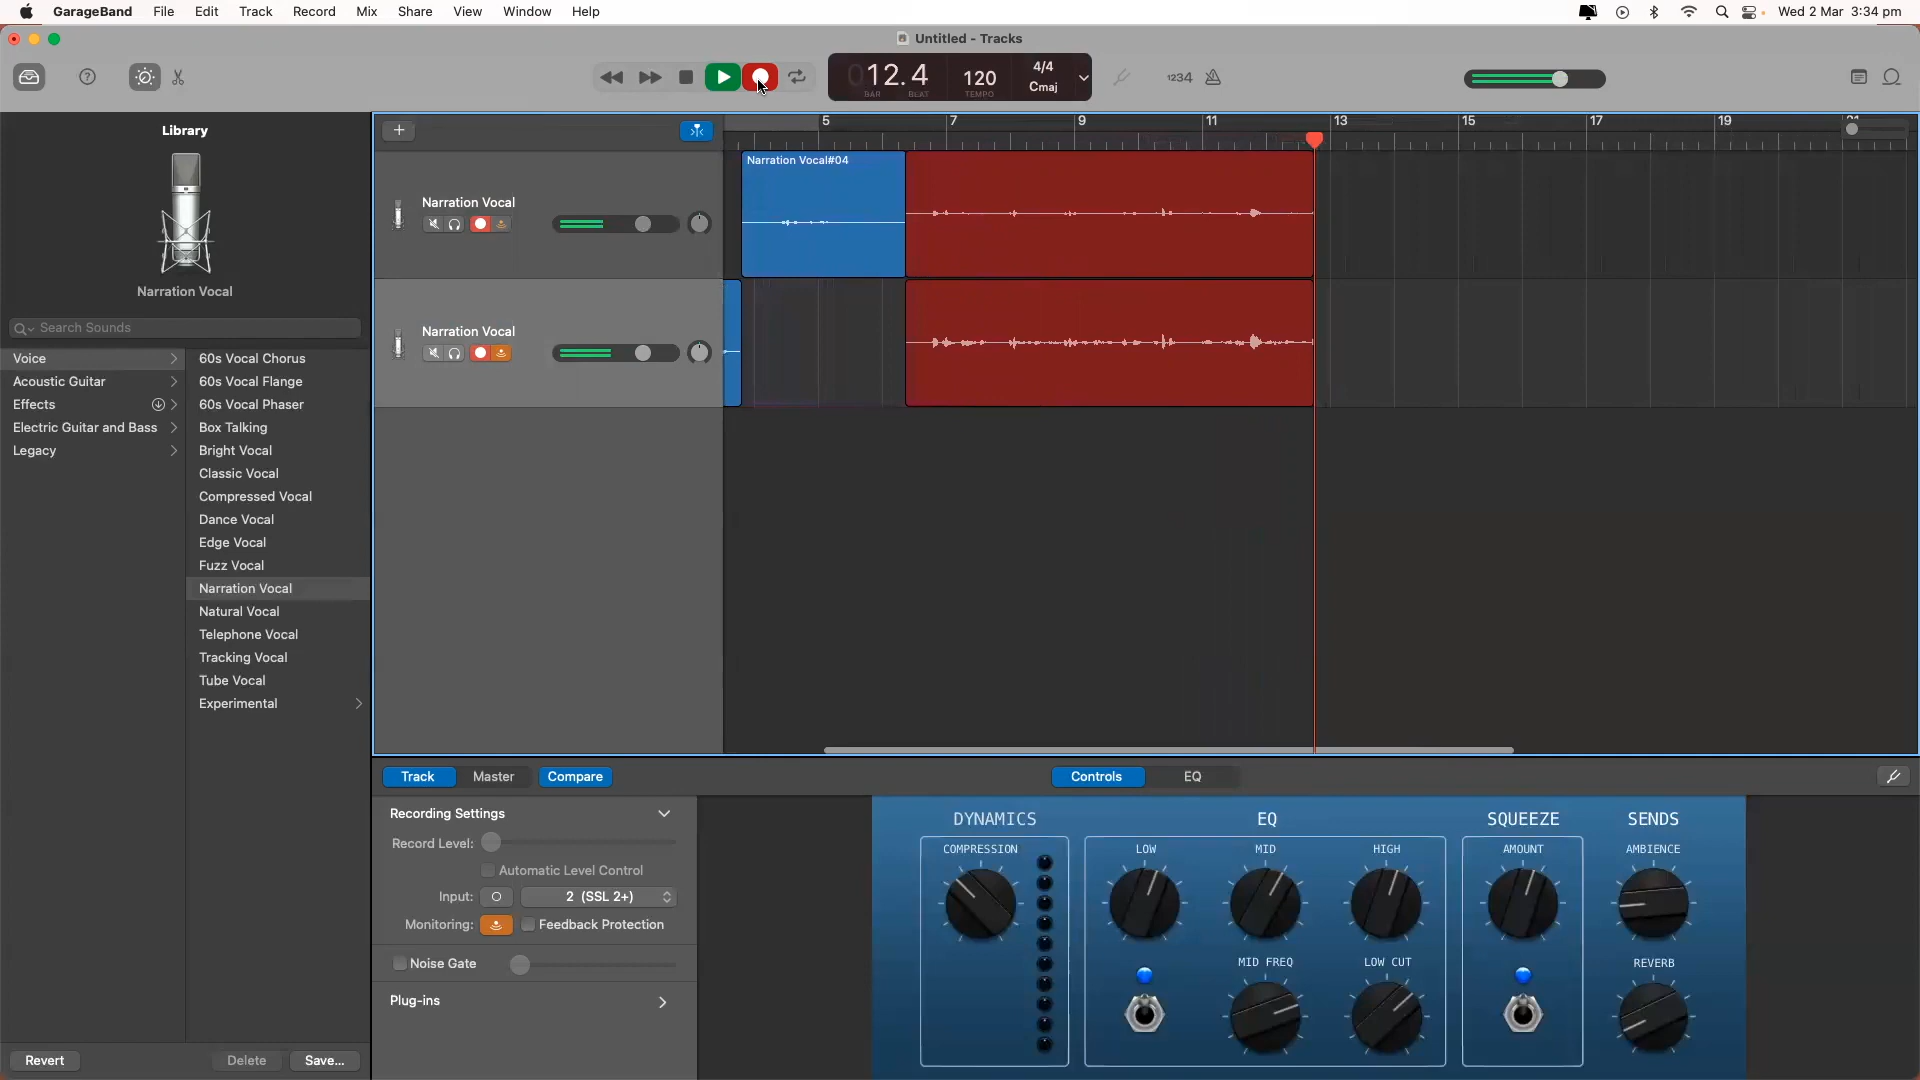 GarageBand File Edit Track Record Mix Share View Window Help Wed 2 Mar 3:34 pm
Untitled - Tracks
012.4 120 4/4 Cmaj
BAR BEAT TEMPO
1234
Library
5 7 9 11 13 15 17 19 21
Narration Vocal#04
Narration Vocal
Narration Vocal
Narration Vocal
Search Sounds
Voice
Acoustic Guitar
Effects
Electric Guitar and Bass
Legacy
60s Vocal Chorus
60s Vocal Flange
60s Vocal Phaser
Box Talking
Bright Vocal
Classic Vocal
Compressed Vocal
Dance Vocal
Edge Vocal
Fuzz Vocal
Narration Vocal
Natural Vocal
Telephone Vocal
Tracking Vocal
Tube Vocal
Experimental
Revert Delete Save...
Track Master Compare Controls EQ
Recording Settings
Record Level:
Automatic Level Control
Input: 2 (SSL 2+)
Monitoring: Feedback Protection
Noise Gate
Plug-ins
DYNAMICS EQ SQUEEZE SENDS
COMPRESSION LOW MID HIGH AMOUNT AMBIENCE
MID FREQ LOW CUT REVERB